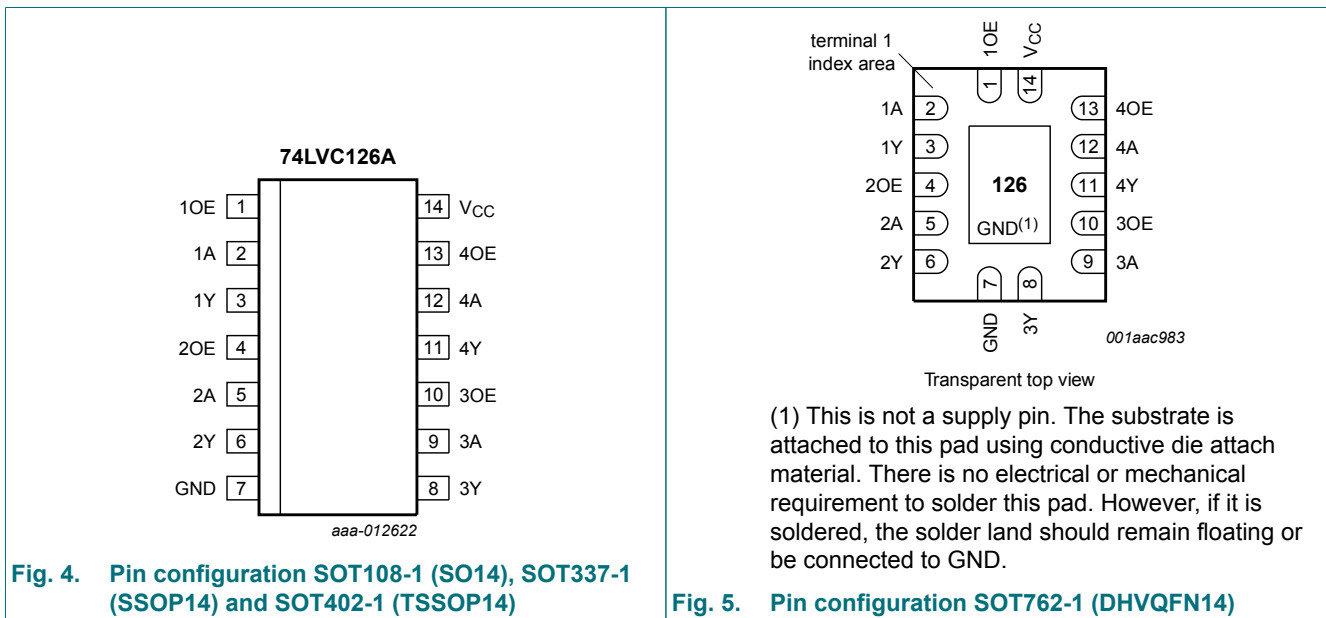 74LVC126A
1OE 1
1A 2
1Y 3
2OE 4
2A 5
2Y 6
GND 7
14 VCC
13 4OE
12 4A
11 4Y
10 3OE
9 3A
8 3Y
aaa-012622
Fig. 4. Pin configuration SOT108-1 (SO14), SOT337-1
(SSOP14) and SOT402-1 (TSSOP14)
terminal 1
index area
1OE
VCC
1
14
1A 2
1Y 3
2OE 4
2A 5
2Y 6
13 4OE
12 4A
11 4Y
10 3OE
9 3A
126
GND(1)
7
8
GND
3Y
001aac983
Transparent top view
(1) This is not a supply pin. The substrate is
attached to this pad using conductive die attach
material. There is no electrical or mechanical
requirement to solder this pad. However, if it is
soldered, the solder land should remain floating or
be connected to GND.
Fig. 5. Pin configuration SOT762-1 (DHVQFN14)